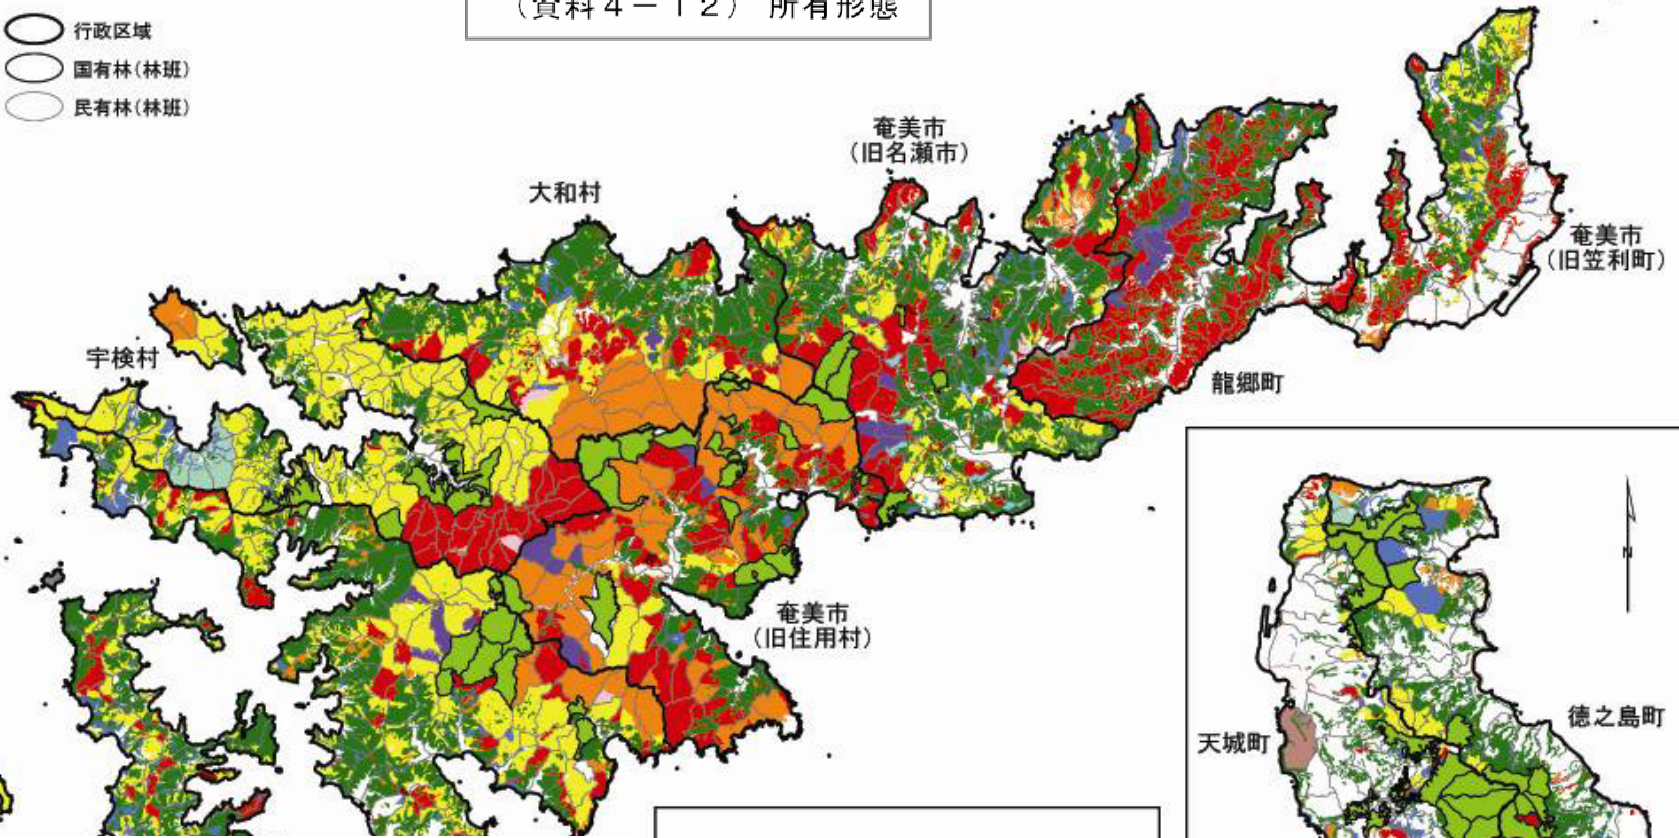 （資料４－１２） 所有形態
行政区域
国有林（林班）
民有林（林班）
奄美市
（旧名瀬市）
大和村
奄美市
（旧笠利町）
宇検村
龍郷町
N
奄美市
（旧住用村）
徳之島町
天城町